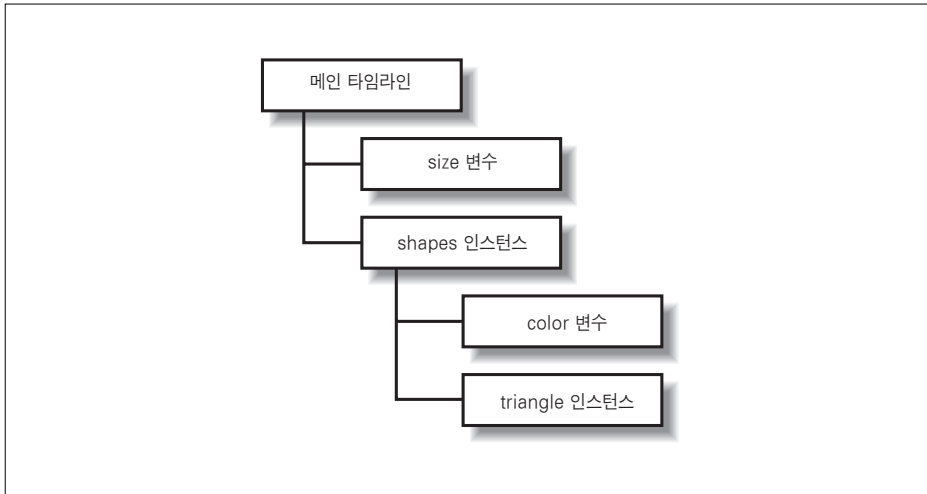 메인 타임라인
size 변수
shapes 인스턴스
color 변수
triangle 인스턴스